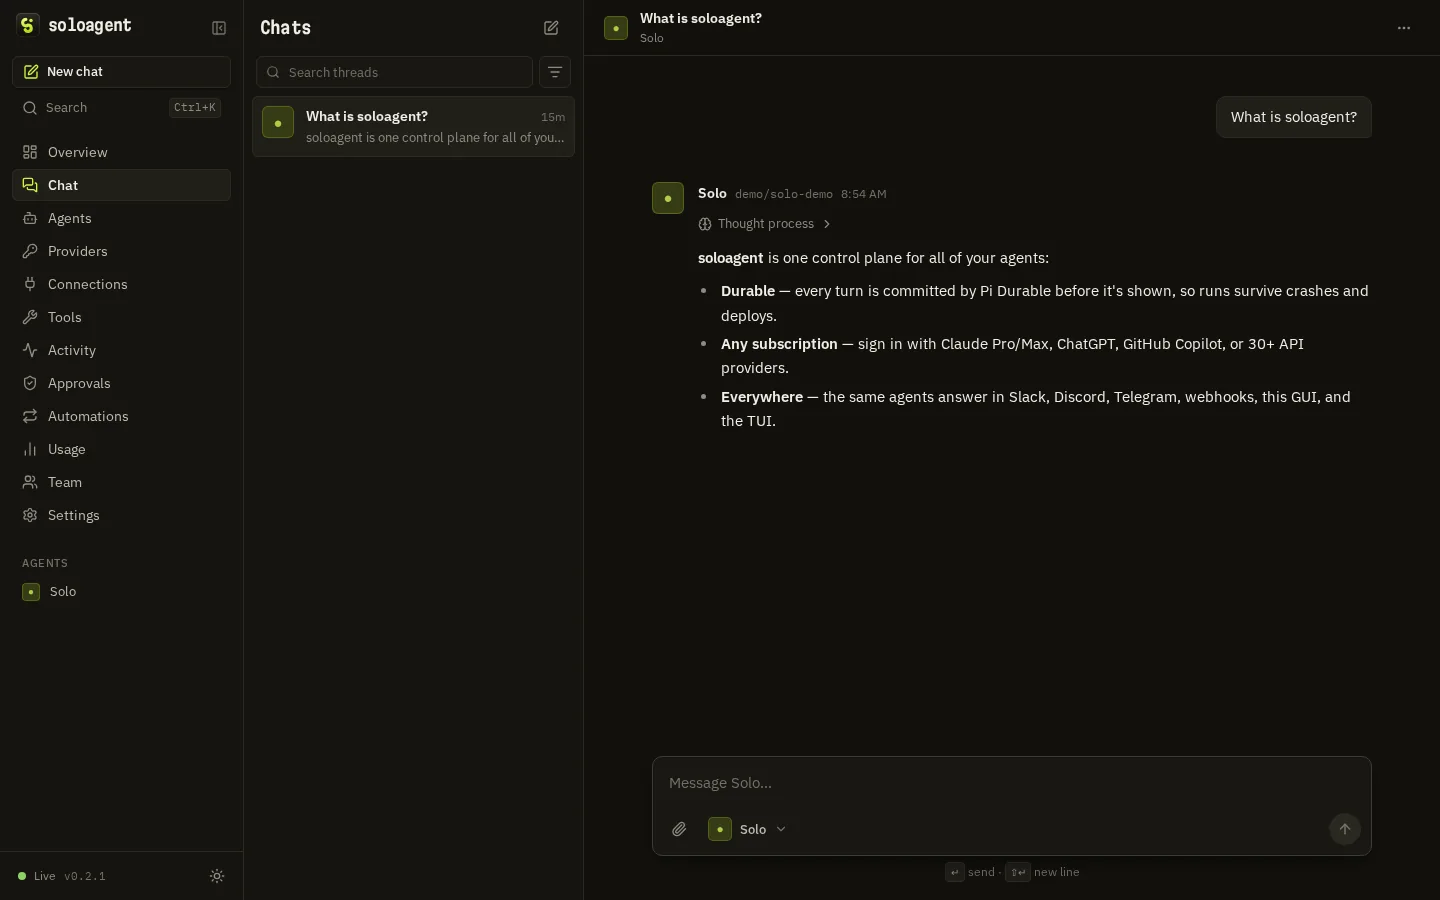 soloagent
New chat
Search Ctrl+K
Overview
Chat
Agents
Providers
Connections
Tools
Activity
Approvals
Automations
Usage
Team
Settings
AGENTS
Solo
Live v0.2.1
Chats
Search threads
What is soloagent? 15m
soloagent is one control plane for all of you...
What is soloagent?
Solo
What is soloagent?
Solo demo/solo-demo 8:54 AM
Thought process
soloagent is one control plane for all of your agents:
• Durable — every turn is committed by Pi Durable before it's shown, so runs survive crashes and
deploys.
• Any subscription — sign in with Claude Pro/Max, ChatGPT, GitHub Copilot, or 30+ API
providers.
• Everywhere — the same agents answer in Slack, Discord, Telegram, webhooks, this GUI, and
the TUI.
Message Solo...
Solo
↵ send · ⇧↵ new line